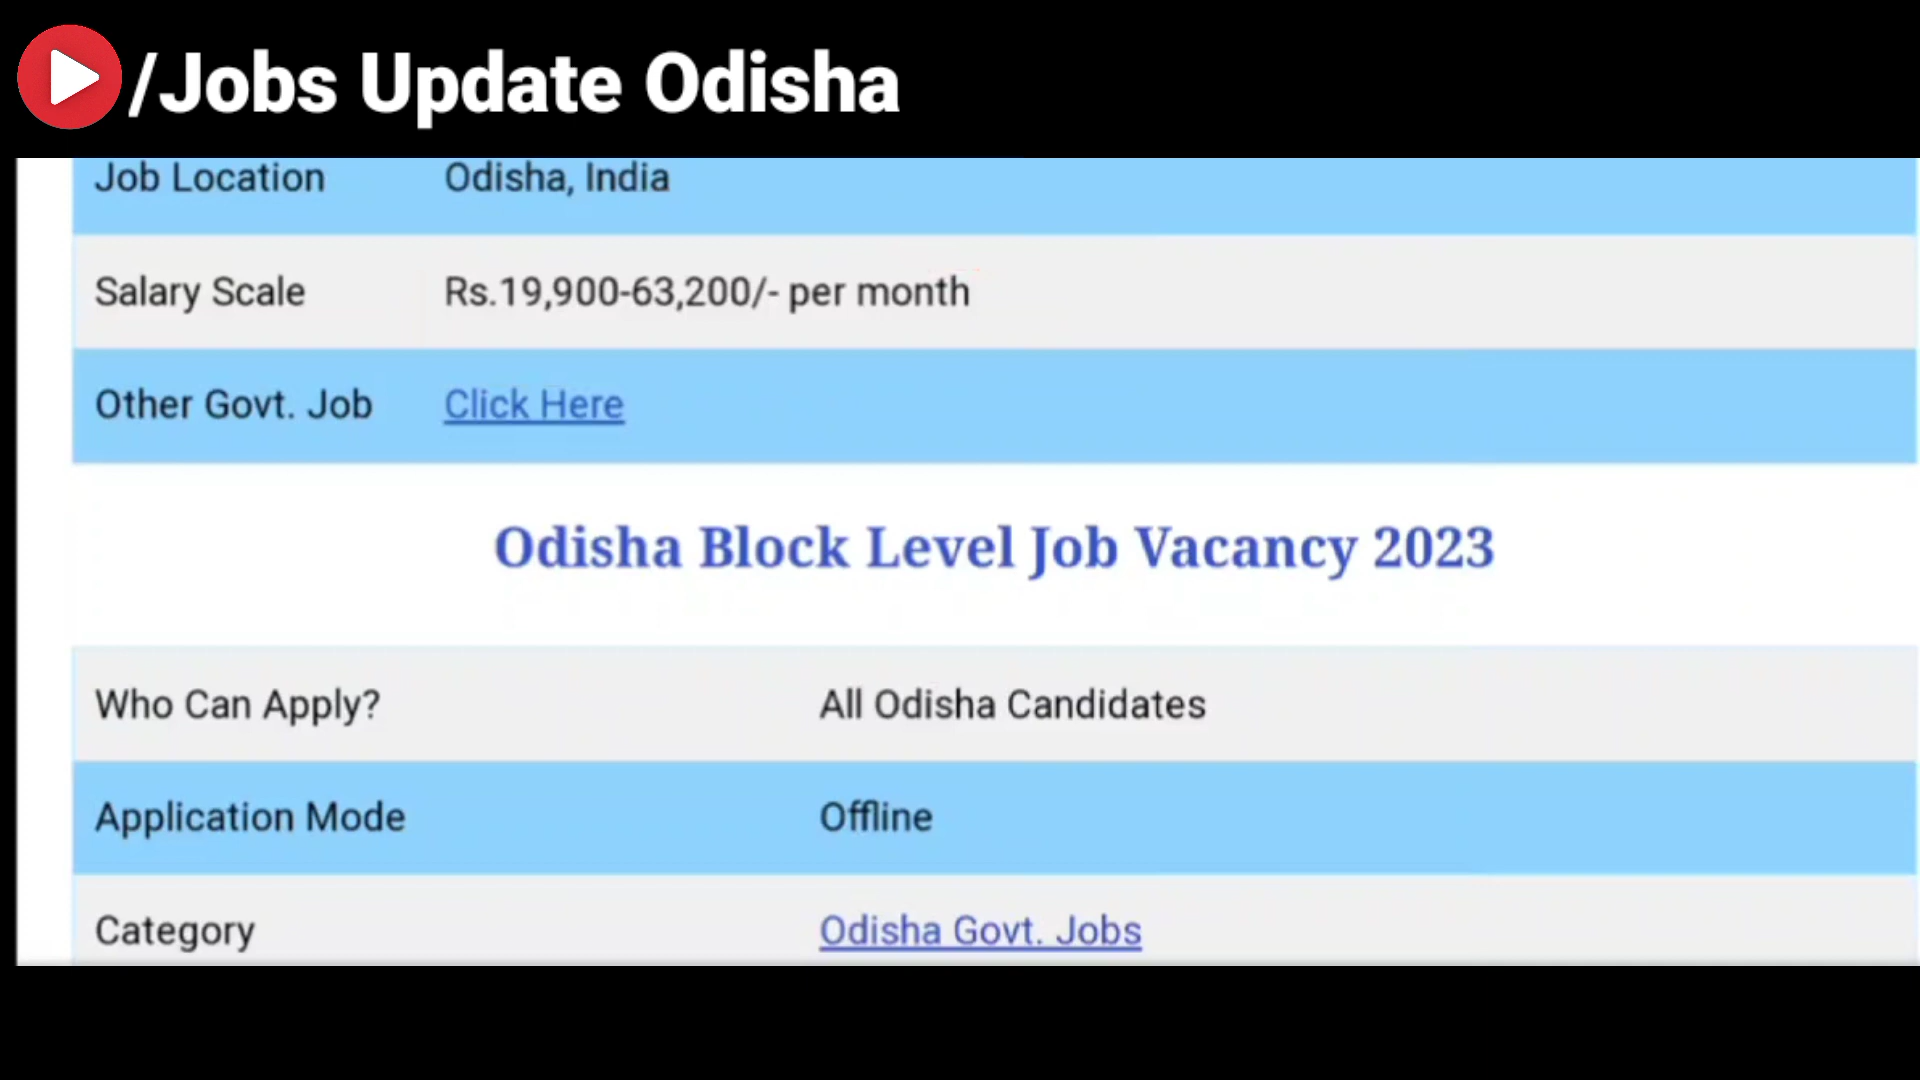 /Jobs Update Odisha
Job Location Odisha, India
Salary Scale Rs.19,900-63,200/- per month
Other Govt. Job Click Here
Odisha Block Level Job Vacancy 2023
Who Can Apply? All Odisha Candidates
Application Mode Offline
Category Odisha Govt. Jobs